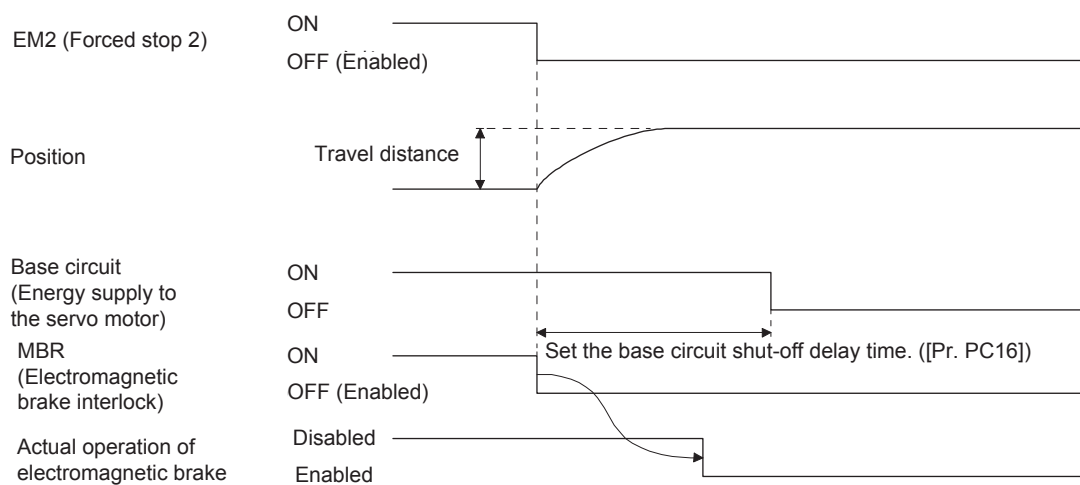 EM2 (Forced stop 2)
ON
OFF (Enabled)
Position
Travel distance
Base circuit
(Energy supply to
the servo motor)
ON
OFF
Set the base circuit shut-off delay time. ([Pr. PC16])
MBR
(Electromagnetic
brake interlock)
ON
OFF (Enabled)
Actual operation of
electromagnetic brake
Disabled
Enabled